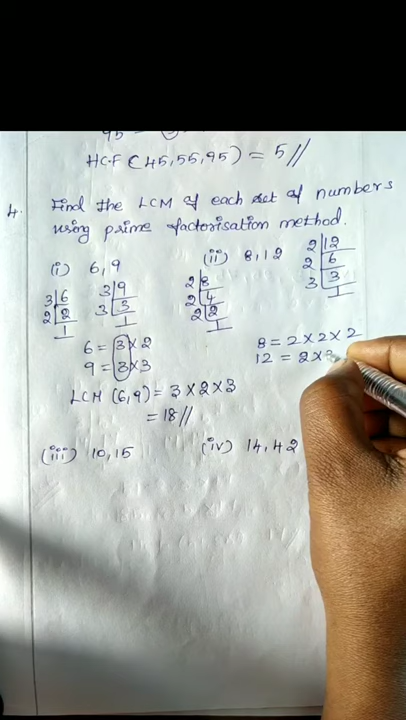 HCF (45,55,95) = 5//
4. Find the LCM of each set of numbers
using prime factorisation method.
(i) 6,9
3|6
2|2
1
3|9
3|3
1
6 = 3×2
9 = 3×3
LCM (6,9) = 3×2×3
= 18//
(ii) 8,12
2|8
2|4
2|2
1
2|12
2|6
3|3
1
8 = 2×2×2
12 = 2×
(iii) 10,15
(iv) 14,42